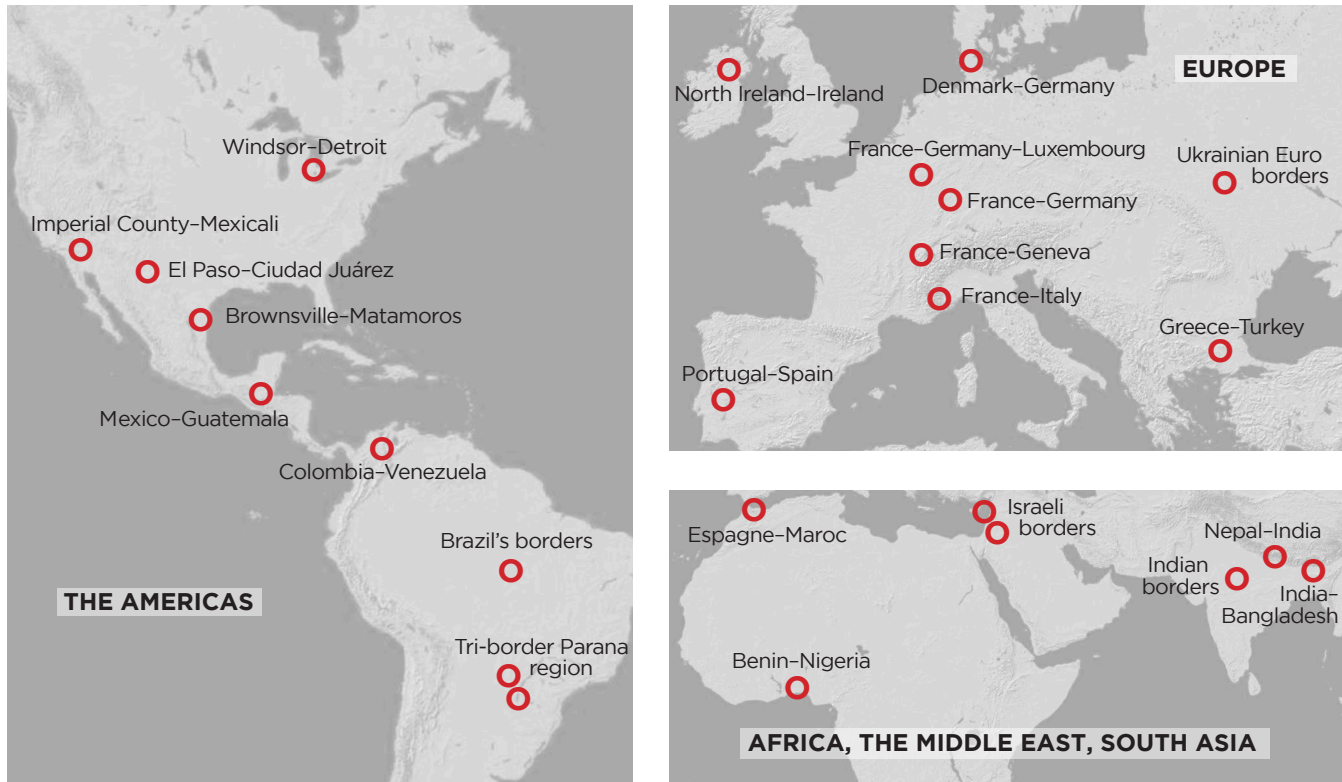 Windsor–Detroit
Imperial County–Mexicali
El Paso–Ciudad Juárez
Brownsville–Matamoros
Mexico–Guatemala
Colombia–Venezuela
Brazil's borders
THE AMERICAS
Tri-border Parana
region
EUROPE
North Ireland–Ireland
Denmark–Germany
France–Germany–Luxembourg
Ukrainian Euro
borders
France–Germany
France-Geneva
France–Italy
Greece–Turkey
Portugal–Spain
Espagne–Maroc
Israeli
borders
Nepal–India
Indian
borders
India–
Bangladesh
Benin–Nigeria
AFRICA, THE MIDDLE EAST, SOUTH ASIA